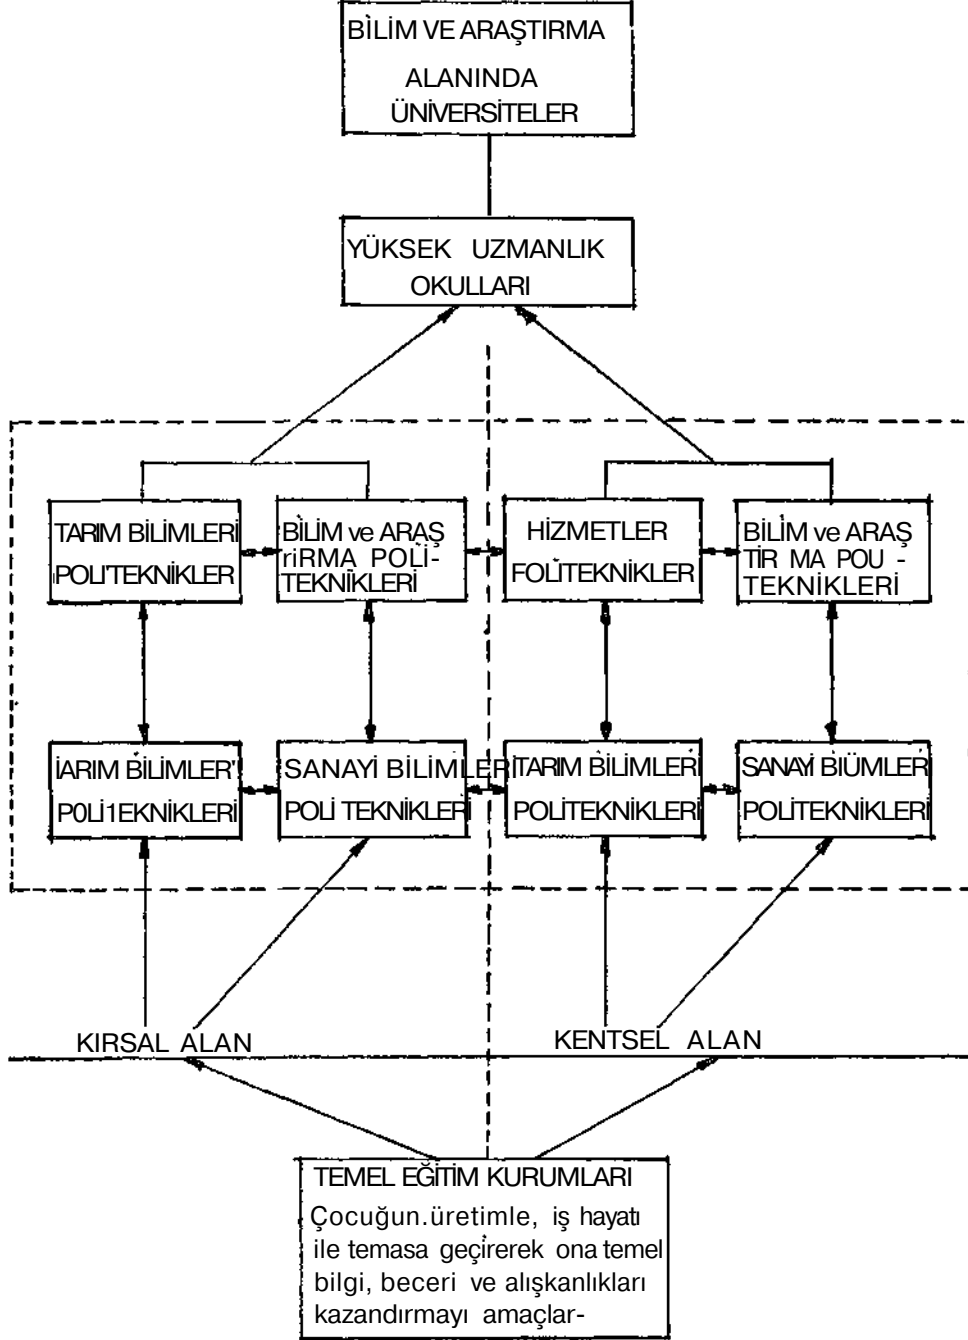 BİLİM VE ARAŞTIRMA
ALANINDA
ÜNİVERSİTELER
YÜKSEK UZMANLIK
OKULLARI
TARIM BİLİMLERİ
POLI'TEKNİKLER
BİLİM ve ARAŞ
riRMA POLİ-
TEKNİKLERİ
HİZMETLER
FOLİTEKNİKLER
BİLİM ve ARAŞ
TIR MA POU -
TEKNİKLERİ
İARIM BİLİMLER'
P0Lİ1EKNİKLERİ
SANAYİ BİLİMLERİ
POLİ TEKNİKLERİ
TARIM BİLİMLERİ
POLİTEKNİKLERİ
SANAYİ BİÜMLERİ
POLİTEKNİKLERİ
KIRSAL ALAN
KENTSEL ALAN
TEMEL EĞİTİM KURUMLARI
Çocuğun.üretimle, iş hayatı
ile temasa geçirerek ona temel
bilgi, beceri ve alışkanlıkları
kazandırmayı amaçlar-